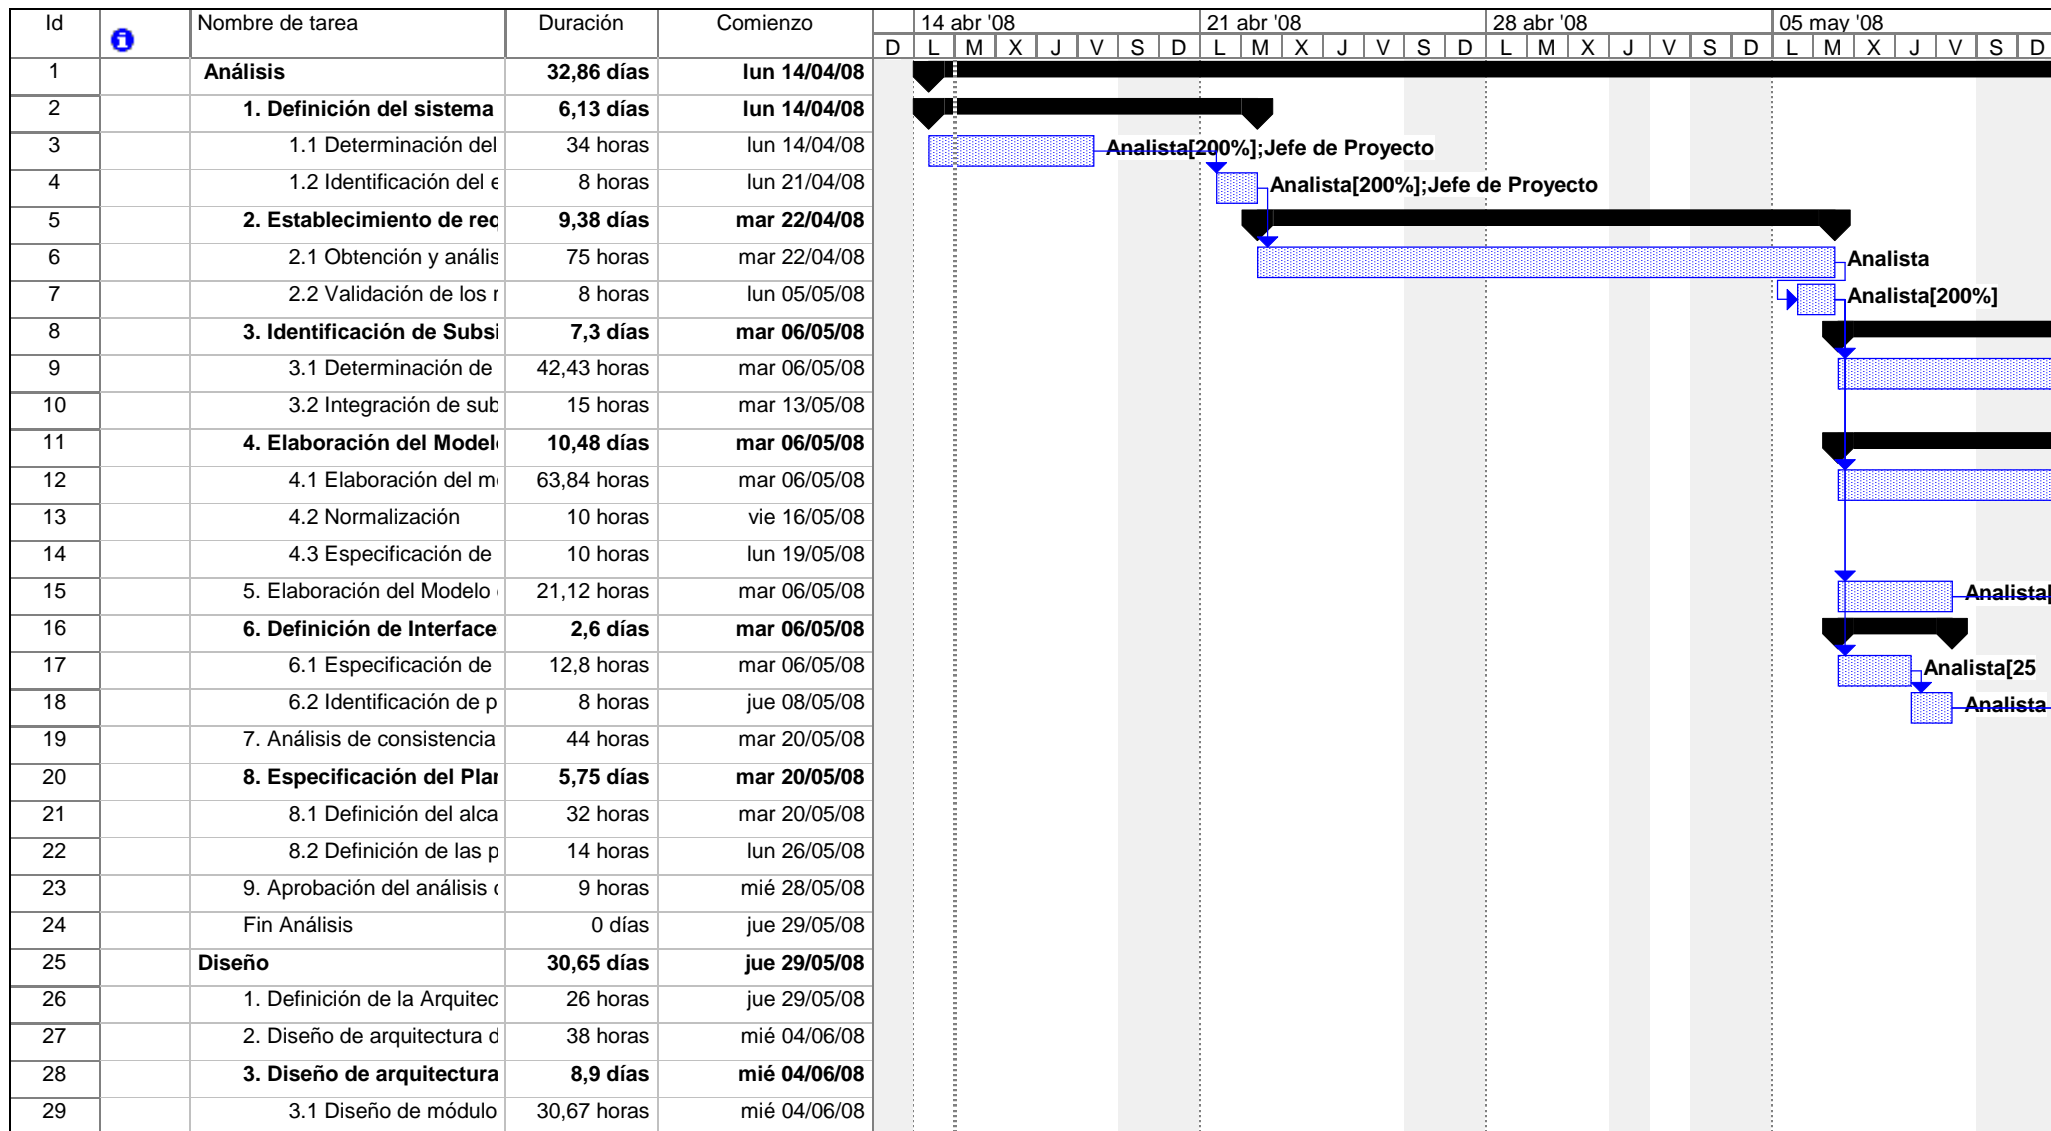 Id Nombre de tarea Duración Comienzo 14 abr '08 21 abr '08 28 abr '08 05 may '08
D L M X J V S D L M X J V S D L M X J V S D L M X J V S D
1 Análisis 32,86 días lun 14/04/08
2 1. Definición del sistema 6,13 días lun 14/04/08
3 1.1 Determinación del 34 horas lun 14/04/08 Analista[200%];Jefe de Proyecto
4 1.2 Identificación del e 8 horas lun 21/04/08 Analista[200%];Jefe de Proyecto
5 2. Establecimiento de req 9,38 días mar 22/04/08
6 2.1 Obtención y anális 75 horas mar 22/04/08 Analista
7 2.2 Validación de los r 8 horas lun 05/05/08 Analista[200%]
8 3. Identificación de Subsi 7,3 días mar 06/05/08
9 3.1 Determinación de 42,43 horas mar 06/05/08
10 3.2 Integración de sub 15 horas mar 13/05/08
11 4. Elaboración del Model 10,48 días mar 06/05/08
12 4.1 Elaboración del m 63,84 horas mar 06/05/08
13 4.2 Normalización 10 horas vie 16/05/08
14 4.3 Especificación de 10 horas lun 19/05/08
15 5. Elaboración del Modelo 21,12 horas mar 06/05/08 Analista[
16 6. Definición de Interface 2,6 días mar 06/05/08
17 6.1 Especificación de 12,8 horas mar 06/05/08 Analista[25
18 6.2 Identificación de p 8 horas jue 08/05/08 Analista
19 7. Análisis de consistencia 44 horas mar 20/05/08
20 8. Especificación del Plan 5,75 días mar 20/05/08
21 8.1 Definición del alca 32 horas mar 20/05/08
22 8.2 Definición de las p 14 horas lun 26/05/08
23 9. Aprobación del análisis 9 horas mié 28/05/08
24 Fin Análisis 0 días jue 29/05/08
25 Diseño 30,65 días jue 29/05/08
26 1. Definición de la Arquitec 26 horas jue 29/05/08
27 2. Diseño de arquitectura d 38 horas mié 04/06/08
28 3. Diseño de arquitectura 8,9 días mié 04/06/08
29 3.1 Diseño de módulo 30,67 horas mié 04/06/08